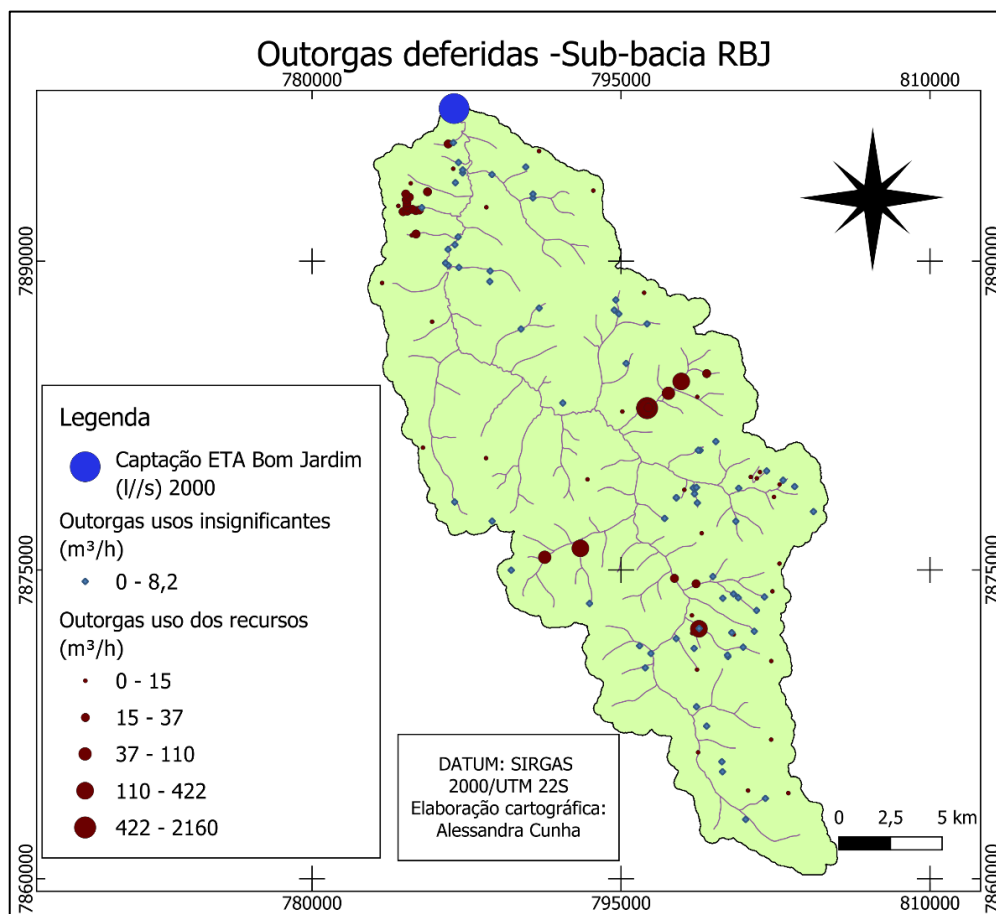 Outorgas deferidas -Sub-bacia RBJ
780000
795000
810000
7890000
7890000
7875000
7875000
7860000
7860000
780000
795000
810000
Legenda
Captação ETA Bom Jardim
(l//s) 2000
Outorgas usos insignificantes
(m³/h)
0 - 8,2
Outorgas uso dos recursos
(m³/h)
0 - 15
15 - 37
37 - 110
110 - 422
422 - 2160
DATUM: SIRGAS
2000/UTM 22S
Elaboração cartográfica:
Alessandra Cunha
0 2,5 5 km